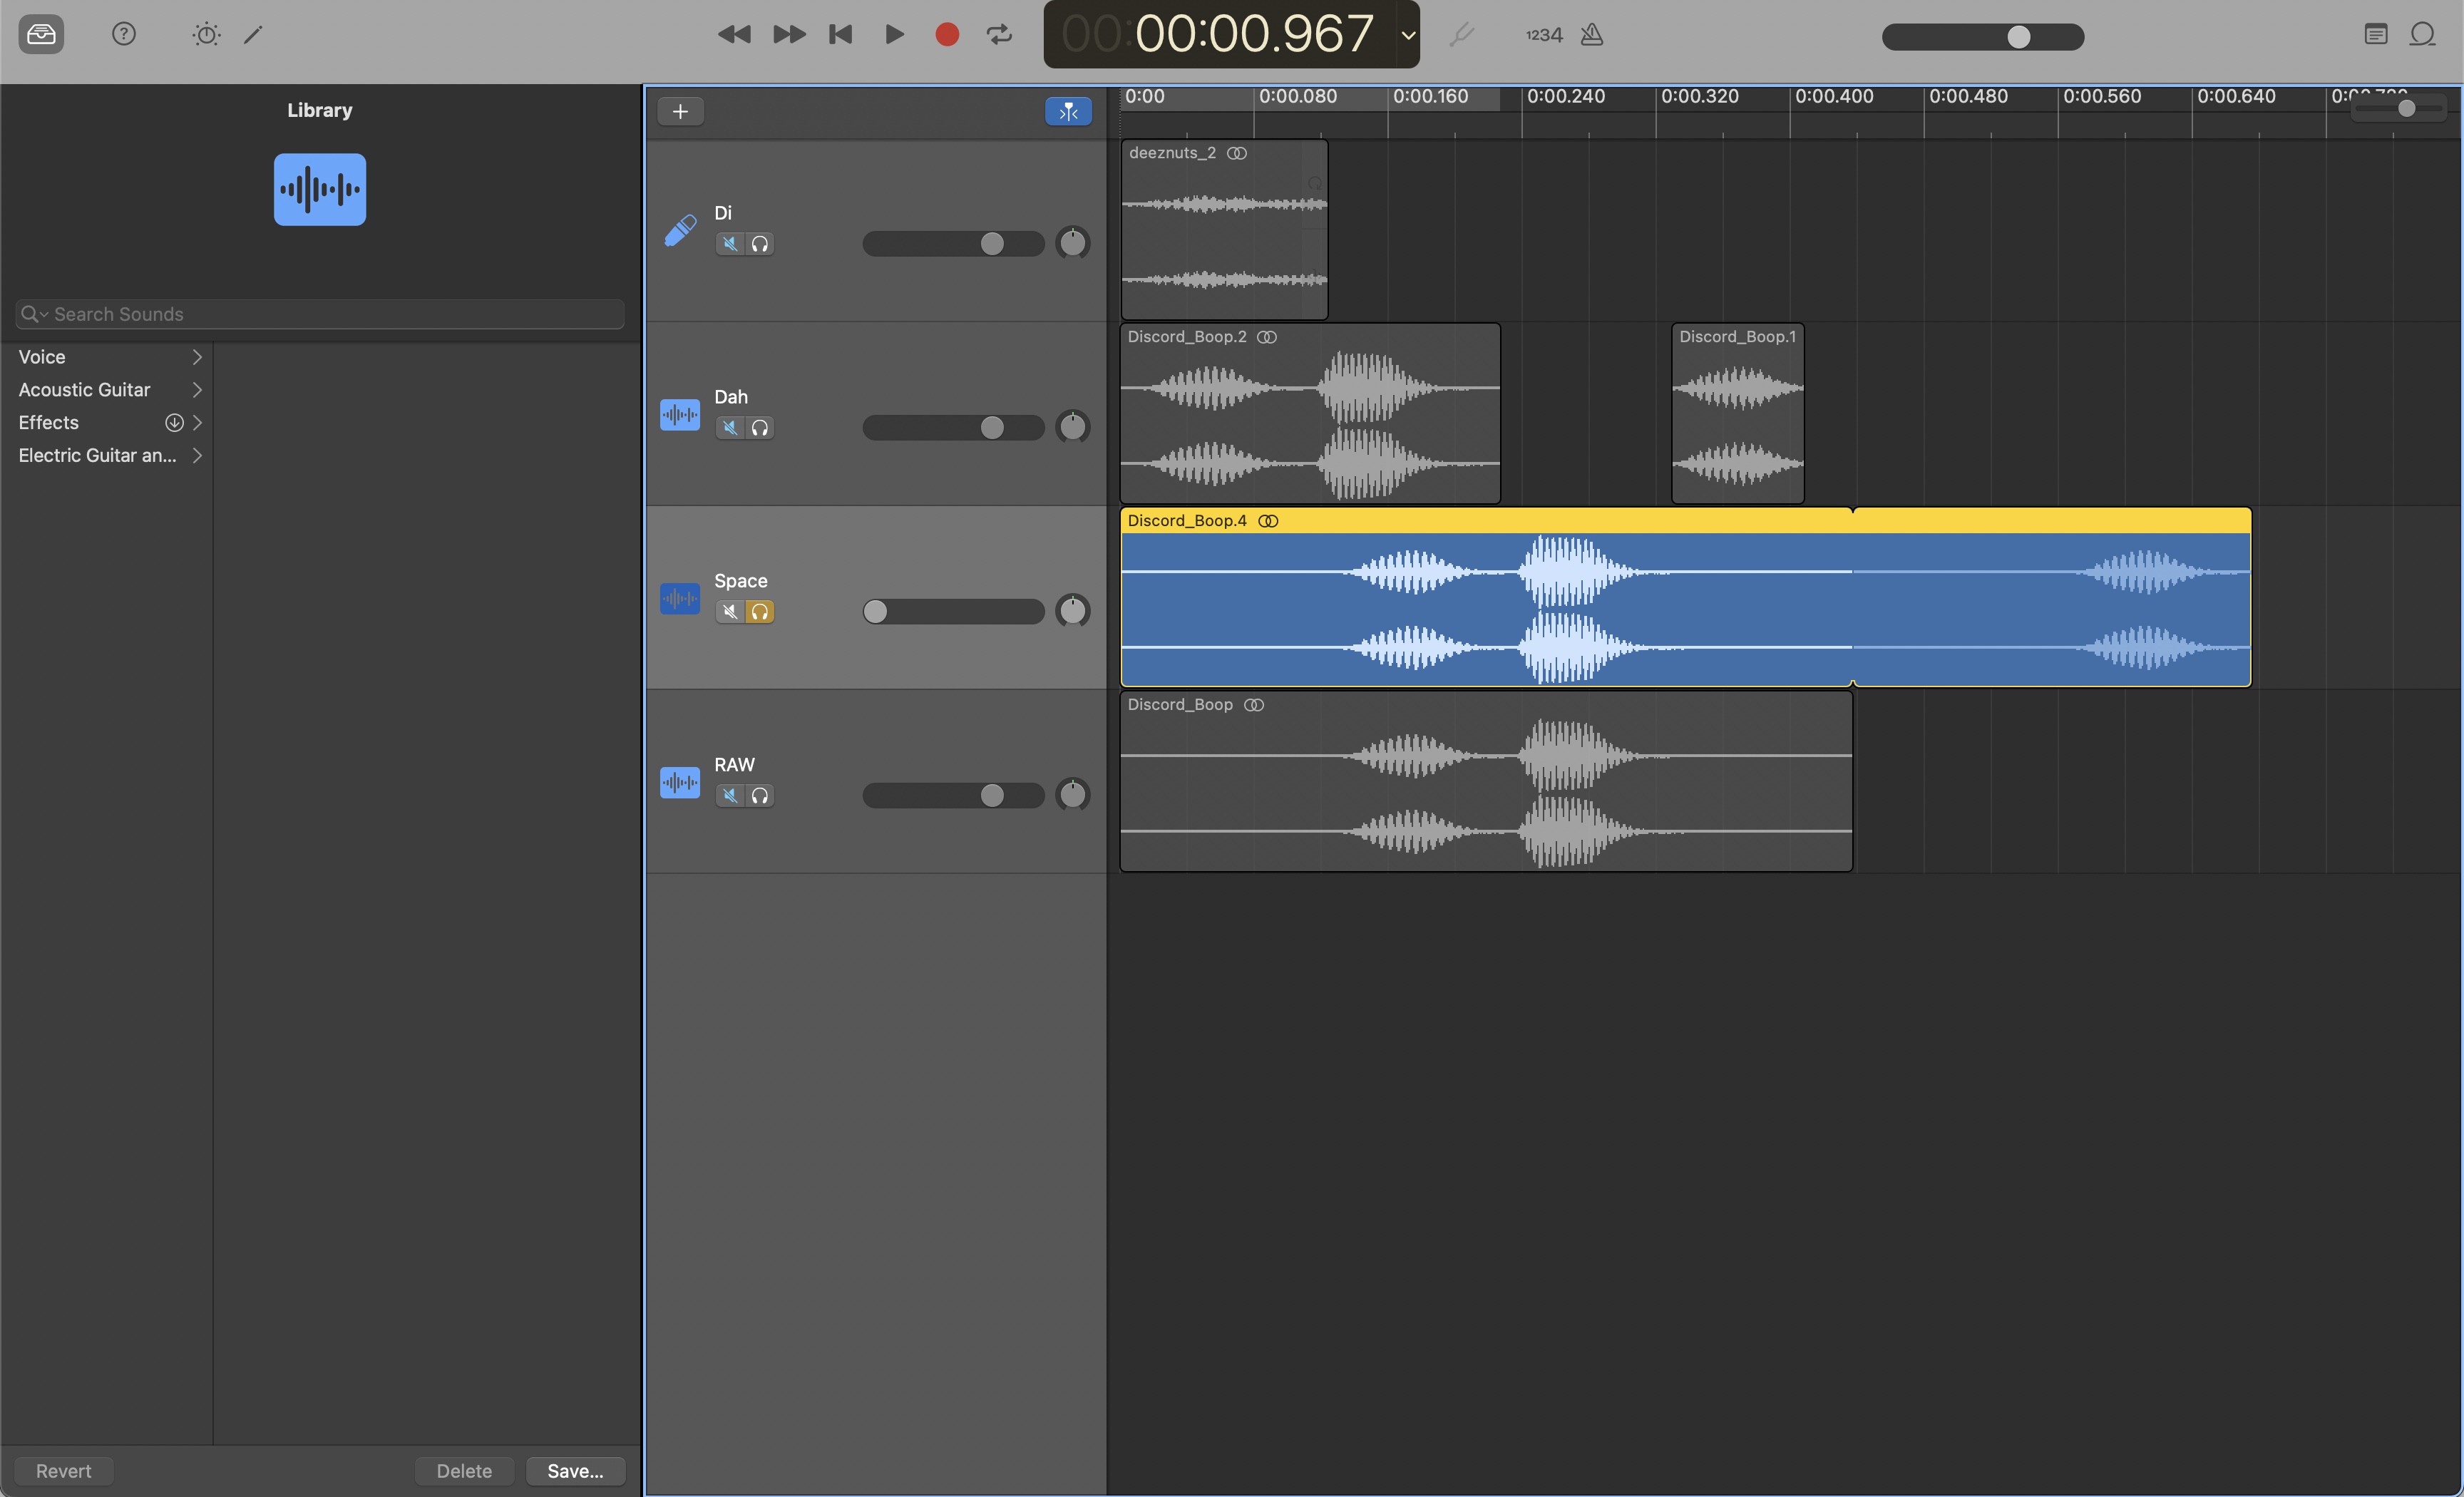 00:00:00.967
1234
Library
Search Sounds
Voice
Acoustic Guitar
Effects
Electric Guitar an...
0:00
0:00.080
0:00.160
0:00.240
0:00.320
0:00.400
0:00.480
0:00.560
0:00.640
Di
deeznuts_2
Dah
Discord_Boop.2
Discord_Boop.1
Space
Discord_Boop.4
RAW
Discord_Boop
Revert
Delete
Save...